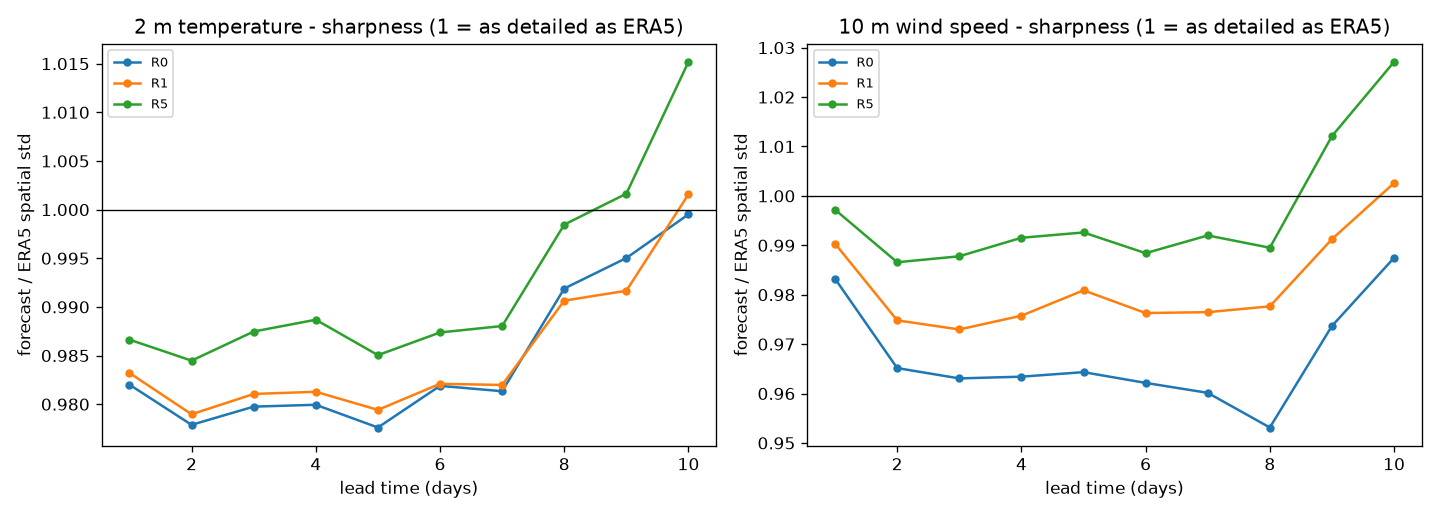 2 m temperature - sharpness (1 = as detailed as ERA5)
forecast / ERA5 spatial std
1.015
1.010
1.005
1.000
0.995
0.990
0.985
0.980
R0
R1
R5
2 4 6 8 10
lead time (days)
10 m wind speed - sharpness (1 = as detailed as ERA5)
forecast / ERA5 spatial std
1.03
1.02
1.01
1.00
0.99
0.98
0.97
0.96
0.95
R0
R1
R5
2 4 6 8 10
lead time (days)